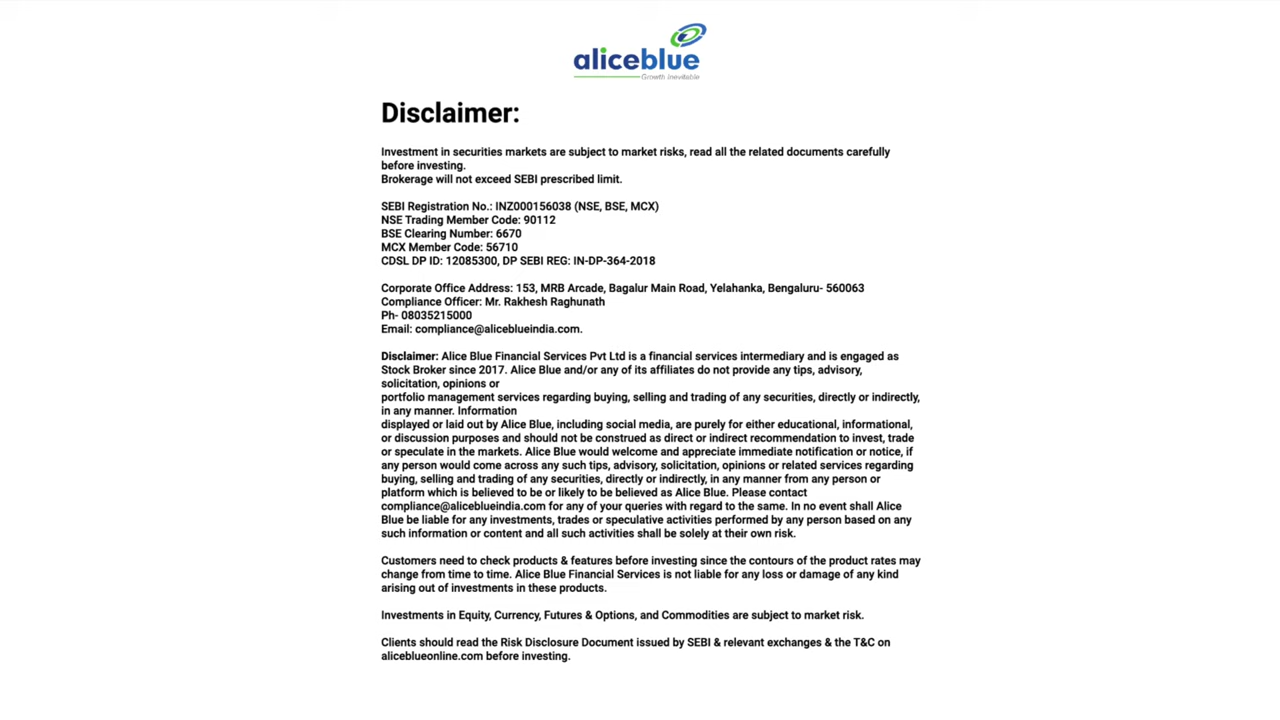 aliceblue
Growth Inevitable
Disclaimer:
Investment in securities markets are subject to market risks, read all the related documents carefully
before investing.
Brokerage will not exceed SEBI prescribed limit.
SEBI Registration No.: INZ000156038 (NSE, BSE, MCX)
NSE Trading Member Code: 90112
BSE Clearing Number: 6670
MCX Member Code: 56710
CDSL DP ID: 12085300, DP SEBI REG: IN-DP-364-2018
Corporate Office Address: 153, MRB Arcade, Bagalur Main Road, Yelahanka, Bengaluru- 560063
Compliance Officer: Mr. Rakhesh Raghunath
Ph- 08035215000
Email: compliance@aliceblueindia.com.
Disclaimer: Alice Blue Financial Services Pvt Ltd is a financial services intermediary and is engaged as
Stock Broker since 2017. Alice Blue and/or any of its affiliates do not provide any tips, advisory,
solicitation, opinions or
portfolio management services regarding buying, selling and trading of any securities, directly or indirectly,
in any manner. Information
displayed or laid out by Alice Blue, including social media, are purely for either educational, informational,
or discussion purposes and should not be construed as direct or indirect recommendation to invest, trade
or speculate in the markets. Alice Blue would welcome and appreciate immediate notification or notice, if
any person would come across any such tips, advisory, solicitation, opinions or related services regarding
buying, selling and trading of any securities, directly or indirectly, in any manner from any person or
platform which is believed to be or likely to be believed as Alice Blue. Please contact
compliance@aliceblueindia.com for any of your queries with regard to the same. In no event shall Alice
Blue be liable for any investments, trades or speculative activities performed by any person based on any
such information or content and all such activities shall be solely at their own risk.
Customers need to check products & features before investing since the contours of the product rates may
change from time to time. Alice Blue Financial Services is not liable for any loss or damage of any kind
arising out of investments in these products.
Investments in Equity, Currency, Futures & Options, and Commodities are subject to market risk.
Clients should read the Risk Disclosure Document issued by SEBI & relevant exchanges & the T&C on
aliceblueonline.com before investing.